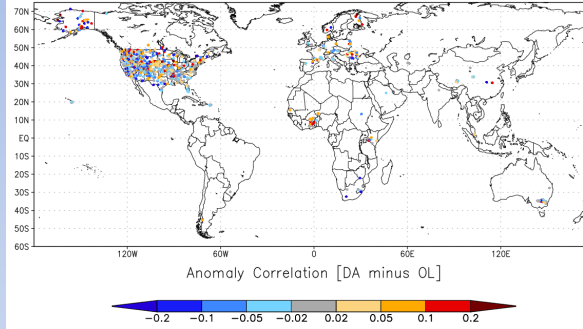 70N
60N
50N
40N
30N
20N
10N
EQ
10S
20S
30S
40S
50S
60S
120W 60W 0 60E 120E
Anomaly Correlation [DA minus OL]
-0.2 -0.1 -0.05 -0.02 0.02 0.05 0.1 0.2